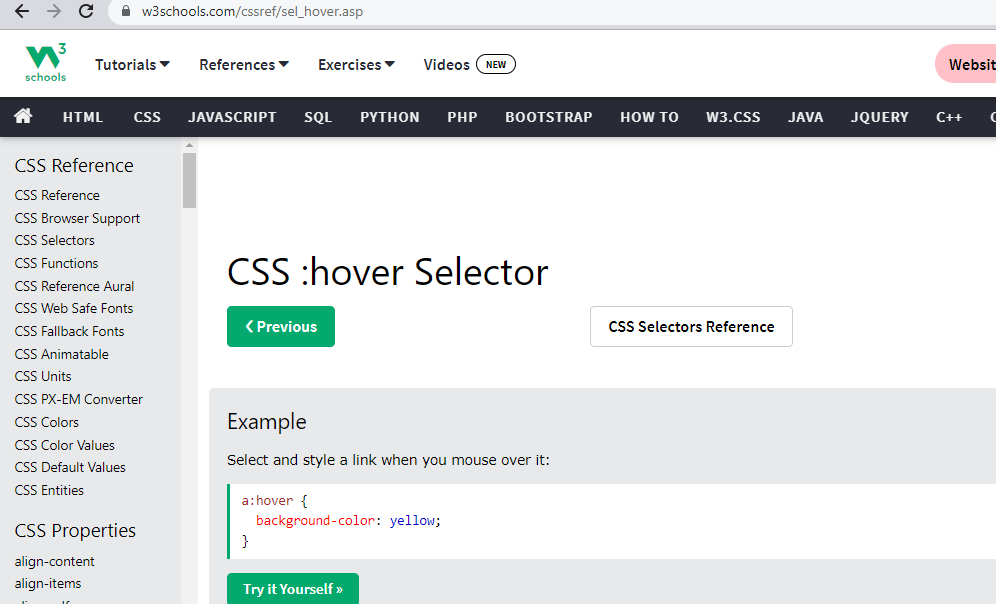 w3schools.com/cssref/sel_hover.asp
W3 schools
Tutorials References Exercises Videos NEW
HTML CSS JAVASCRIPT SQL PYTHON PHP BOOTSTRAP HOW TO W3.CSS JAVA JQUERY C++
CSS Reference
CSS Reference
CSS Browser Support
CSS Selectors
CSS Functions
CSS Reference Aural
CSS Web Safe Fonts
CSS Fallback Fonts
CSS Animatable
CSS Units
CSS PX-EM Converter
CSS Colors
CSS Color Values
CSS Default Values
CSS Entities
CSS Properties
align-content
align-items
CSS :hover Selector
❮ Previous
CSS Selectors Reference
Example
Select and style a link when you mouse over it:
a:hover {
background-color: yellow;
}
Try it Yourself »